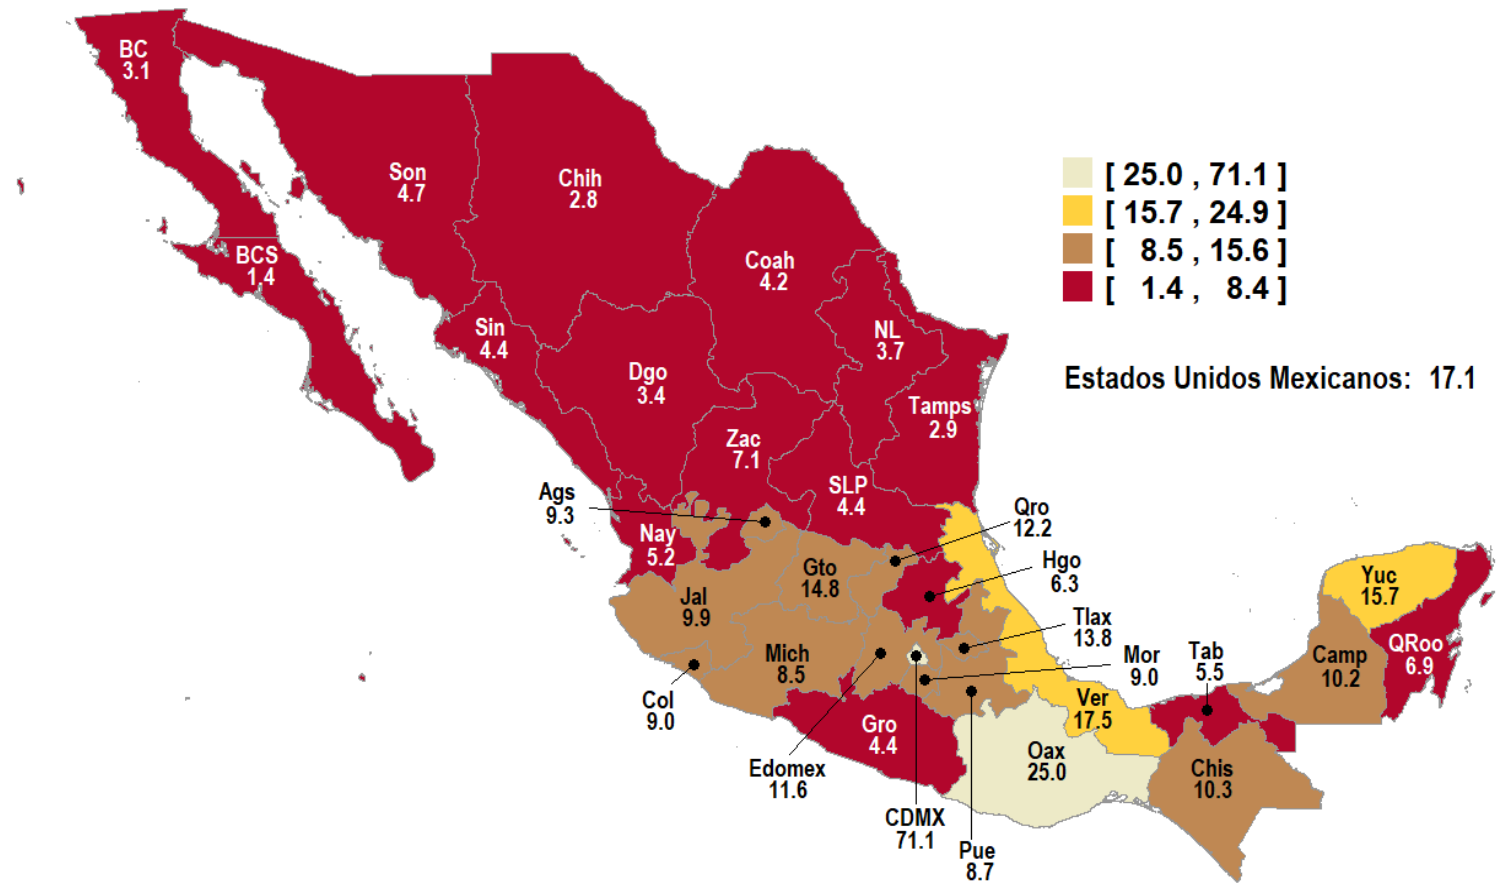 BC
3.1
Son
4.7
Chih
2.8
[ 25.0 , 71.1 ]
[ 15.7 , 24.9 ]
[ 8.5 , 15.6 ]
[ 1.4 , 8.4 ]
BCS
1.4
Coah
4.2
Sin
4.4
NL
3.7
Estados Unidos Mexicanos: 17.1
Dgo
3.4
Tamps
2.9
Zac
7.1
SLP
4.4
Ags
9.3
Qro
12.2
Nay
5.2
Hgo
6.3
Gto
14.8
Yuc
15.7
Jal
9.9
Tlax
13.8
QRoo
6.9
Mich
8.5
Mor
9.0
Tab
5.5
Camp
10.2
Col
9.0
Ver
17.5
Gro
4.4
Oax
25.0
Edomex
11.6
Chis
10.3
CDMX
71.1
Pue
8.7